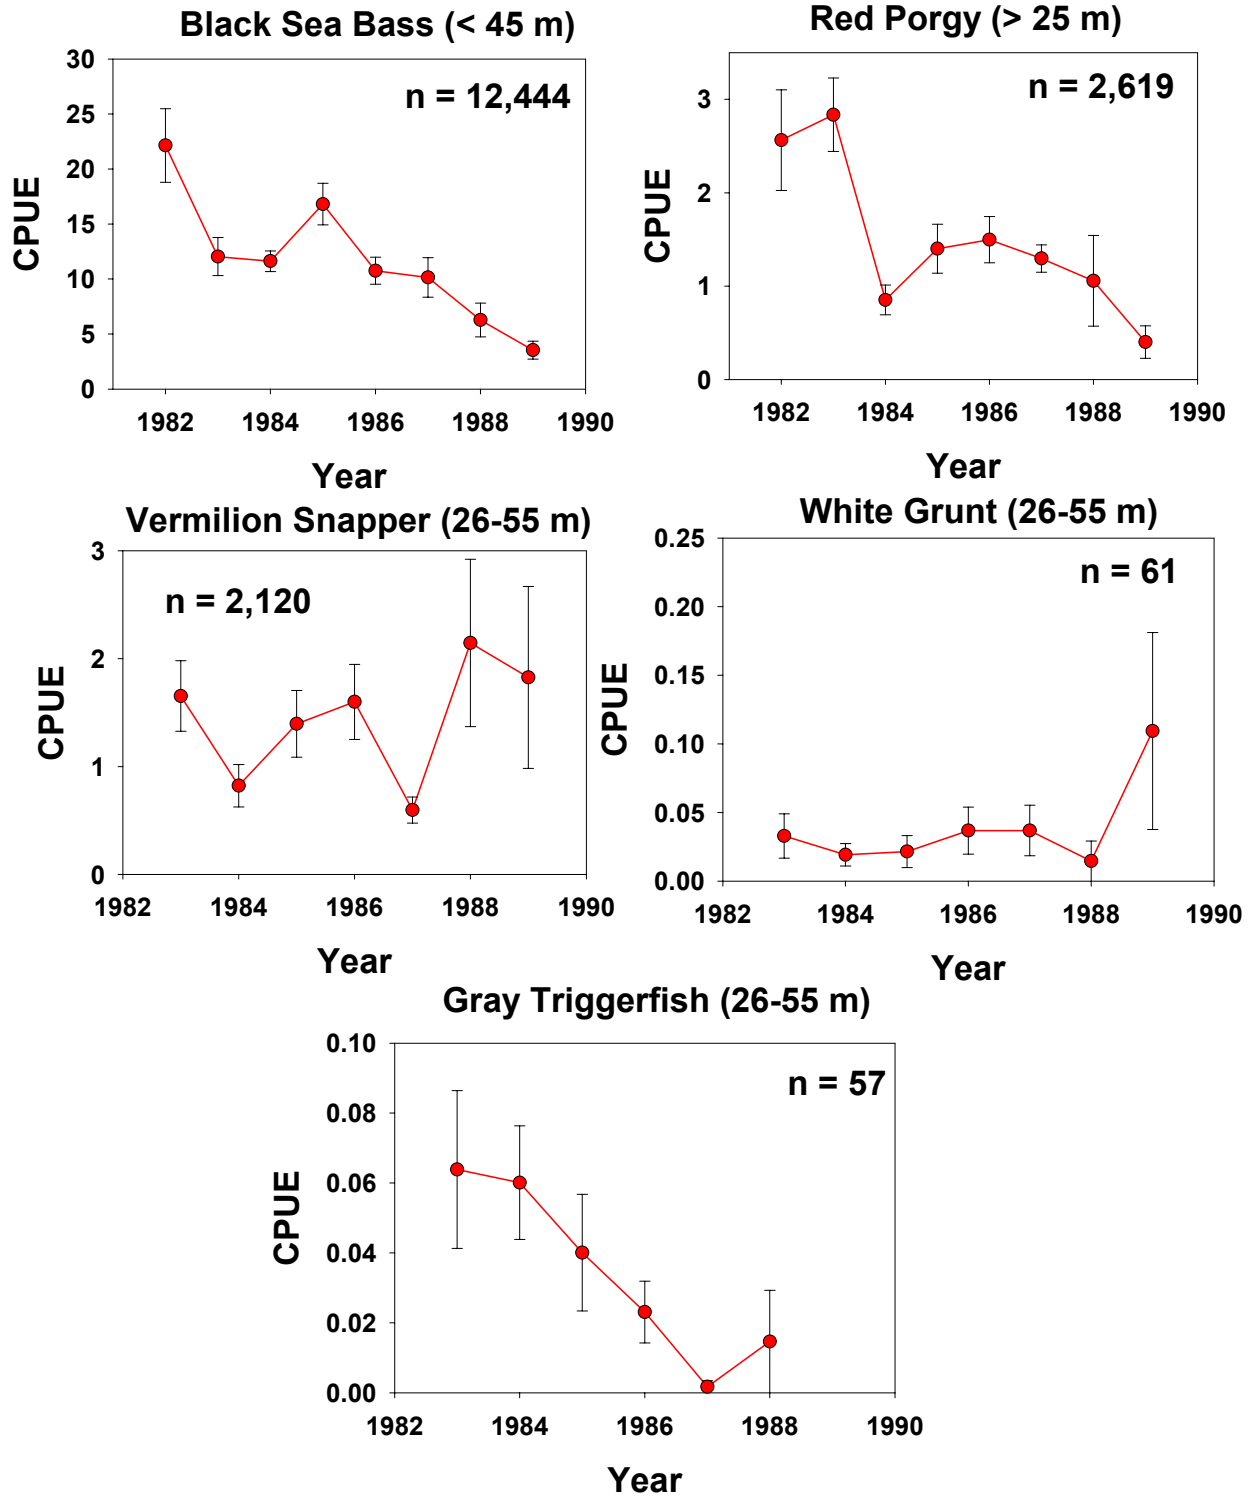 Black Sea Bass (< 45 m)
n = 12,444
30
25
20
15
10
5
0
CPUE
1982 1984 1986 1988 1990
Year
Red Porgy (> 25 m)
n = 2,619
3
2
1
0
CPUE
1982 1984 1986 1988 1990
Year
Vermilion Snapper (26-55 m)
n = 2,120
3
2
1
0
CPUE
1982 1984 1986 1988 1990
Year
White Grunt (26-55 m)
n = 61
0.25
0.20
0.15
0.10
0.05
0.00
CPUE
1982 1984 1986 1988 1990
Year
Gray Triggerfish (26-55 m)
n = 57
0.10
0.08
0.06
0.04
0.02
0.00
CPUE
1982 1984 1986 1988 1990
Year